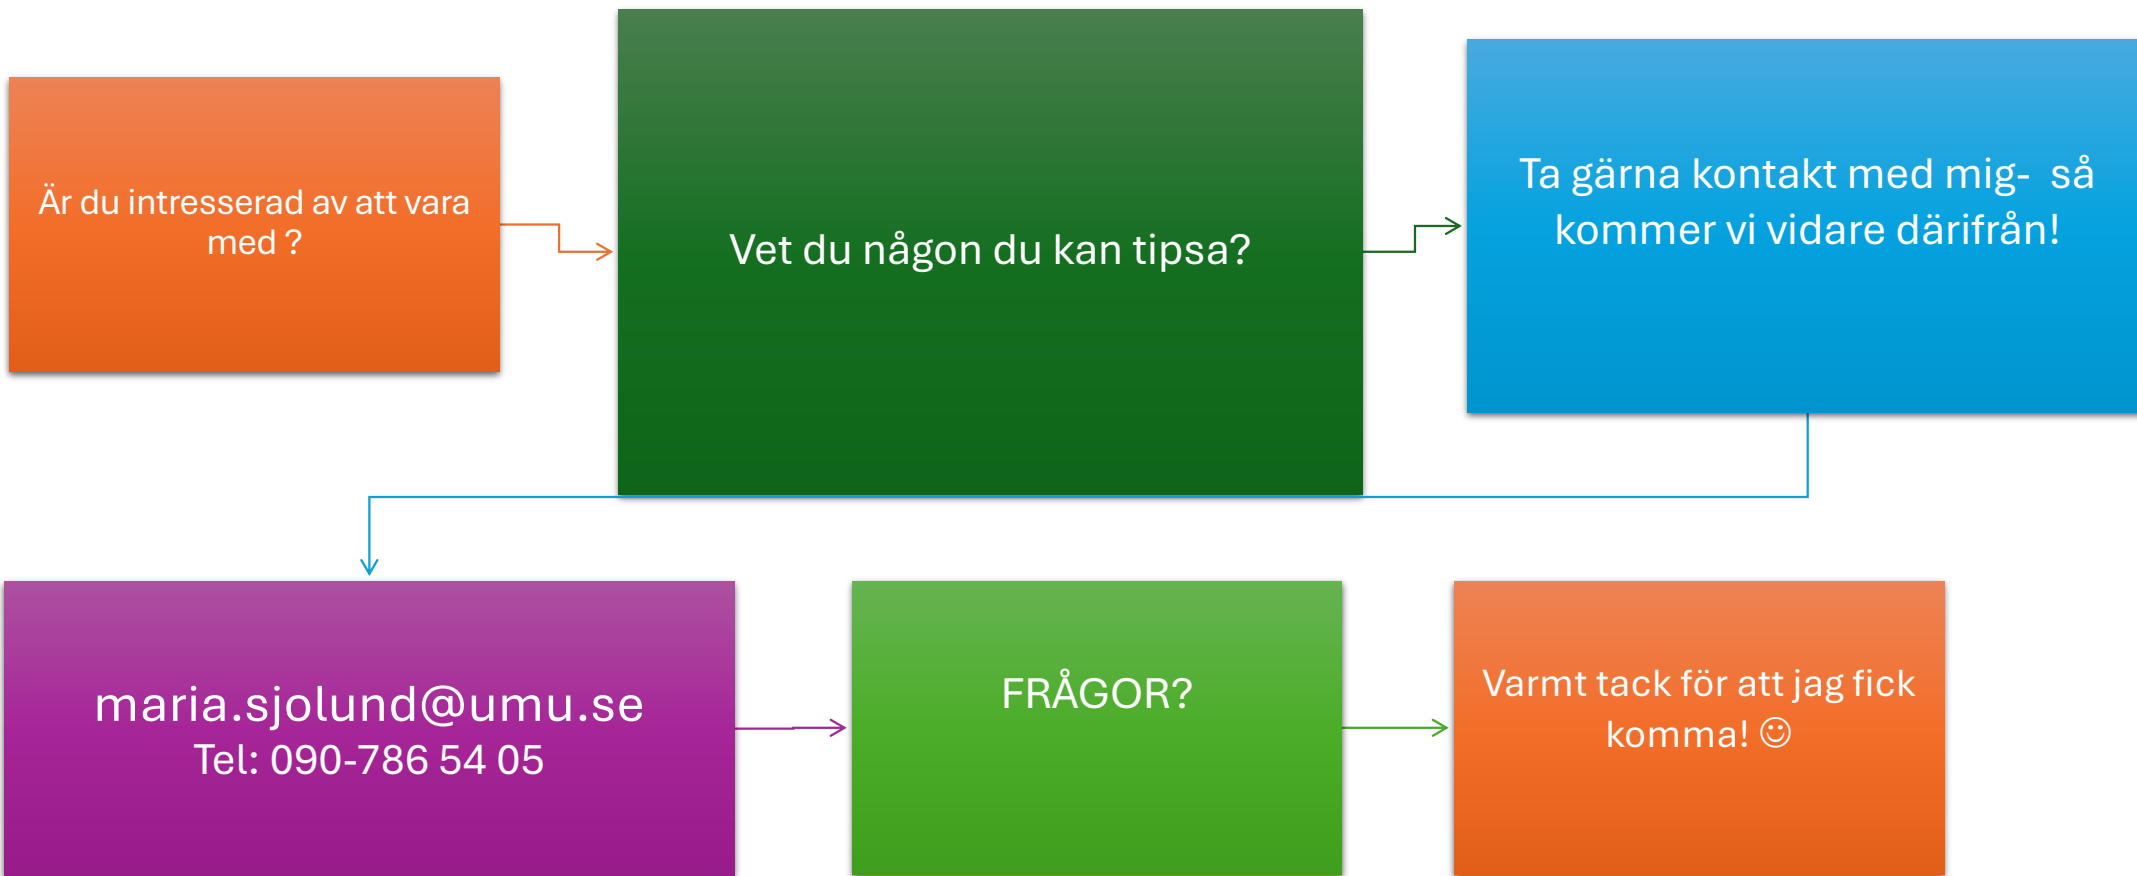 Är du intresserad av att vara
med ?
Vet du någon du kan tipsa?
Ta gärna kontakt med mig-  så
kommer vi vidare därifrån!
maria.sjolund@umu.se
Tel: 090-786 54 05
FRÅGOR?
Varmt tack för att jag fick
komma! ☺